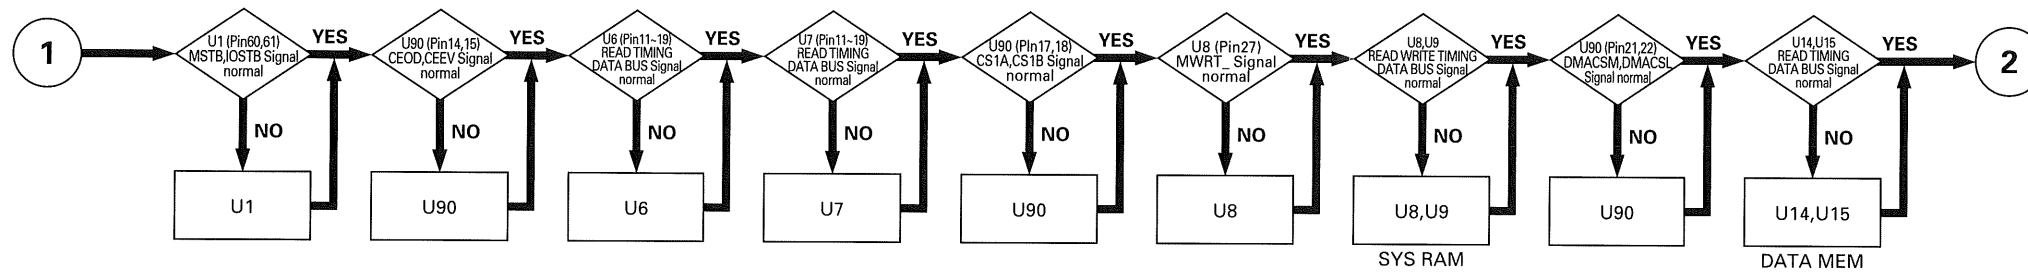 1
U1 (Pin60,61)
MSTB,IOSTB Signal
normal
YES
NO
U1
U90 (Pin14,15)
CEOD,CEEV Signal
normal
YES
NO
U90
U6 (Pin11~19)
READ TIMING
DATA BUS Signal
normal
YES
NO
U6
U7 (Pin11~19)
READ TIMING
DATA BUS Signal
normal
YES
NO
U7
U90 (PIn17,18)
CS1A,CS1B Signal
normal
YES
NO
U90
U8 (Pin27)
MWRT_ Signal
normal
YES
NO
U8
U8,U9
READ WRITE TIMING
DATA BUS Signal
normal
YES
NO
U8,U9
SYS RAM
U90 (Pin21,22)
DMACSM,DMACSL
Signal normal
YES
NO
U90
U14,U15
READ TIMING
DATA BUS Signal
normal
YES
NO
U14,U15
DATA MEM
2